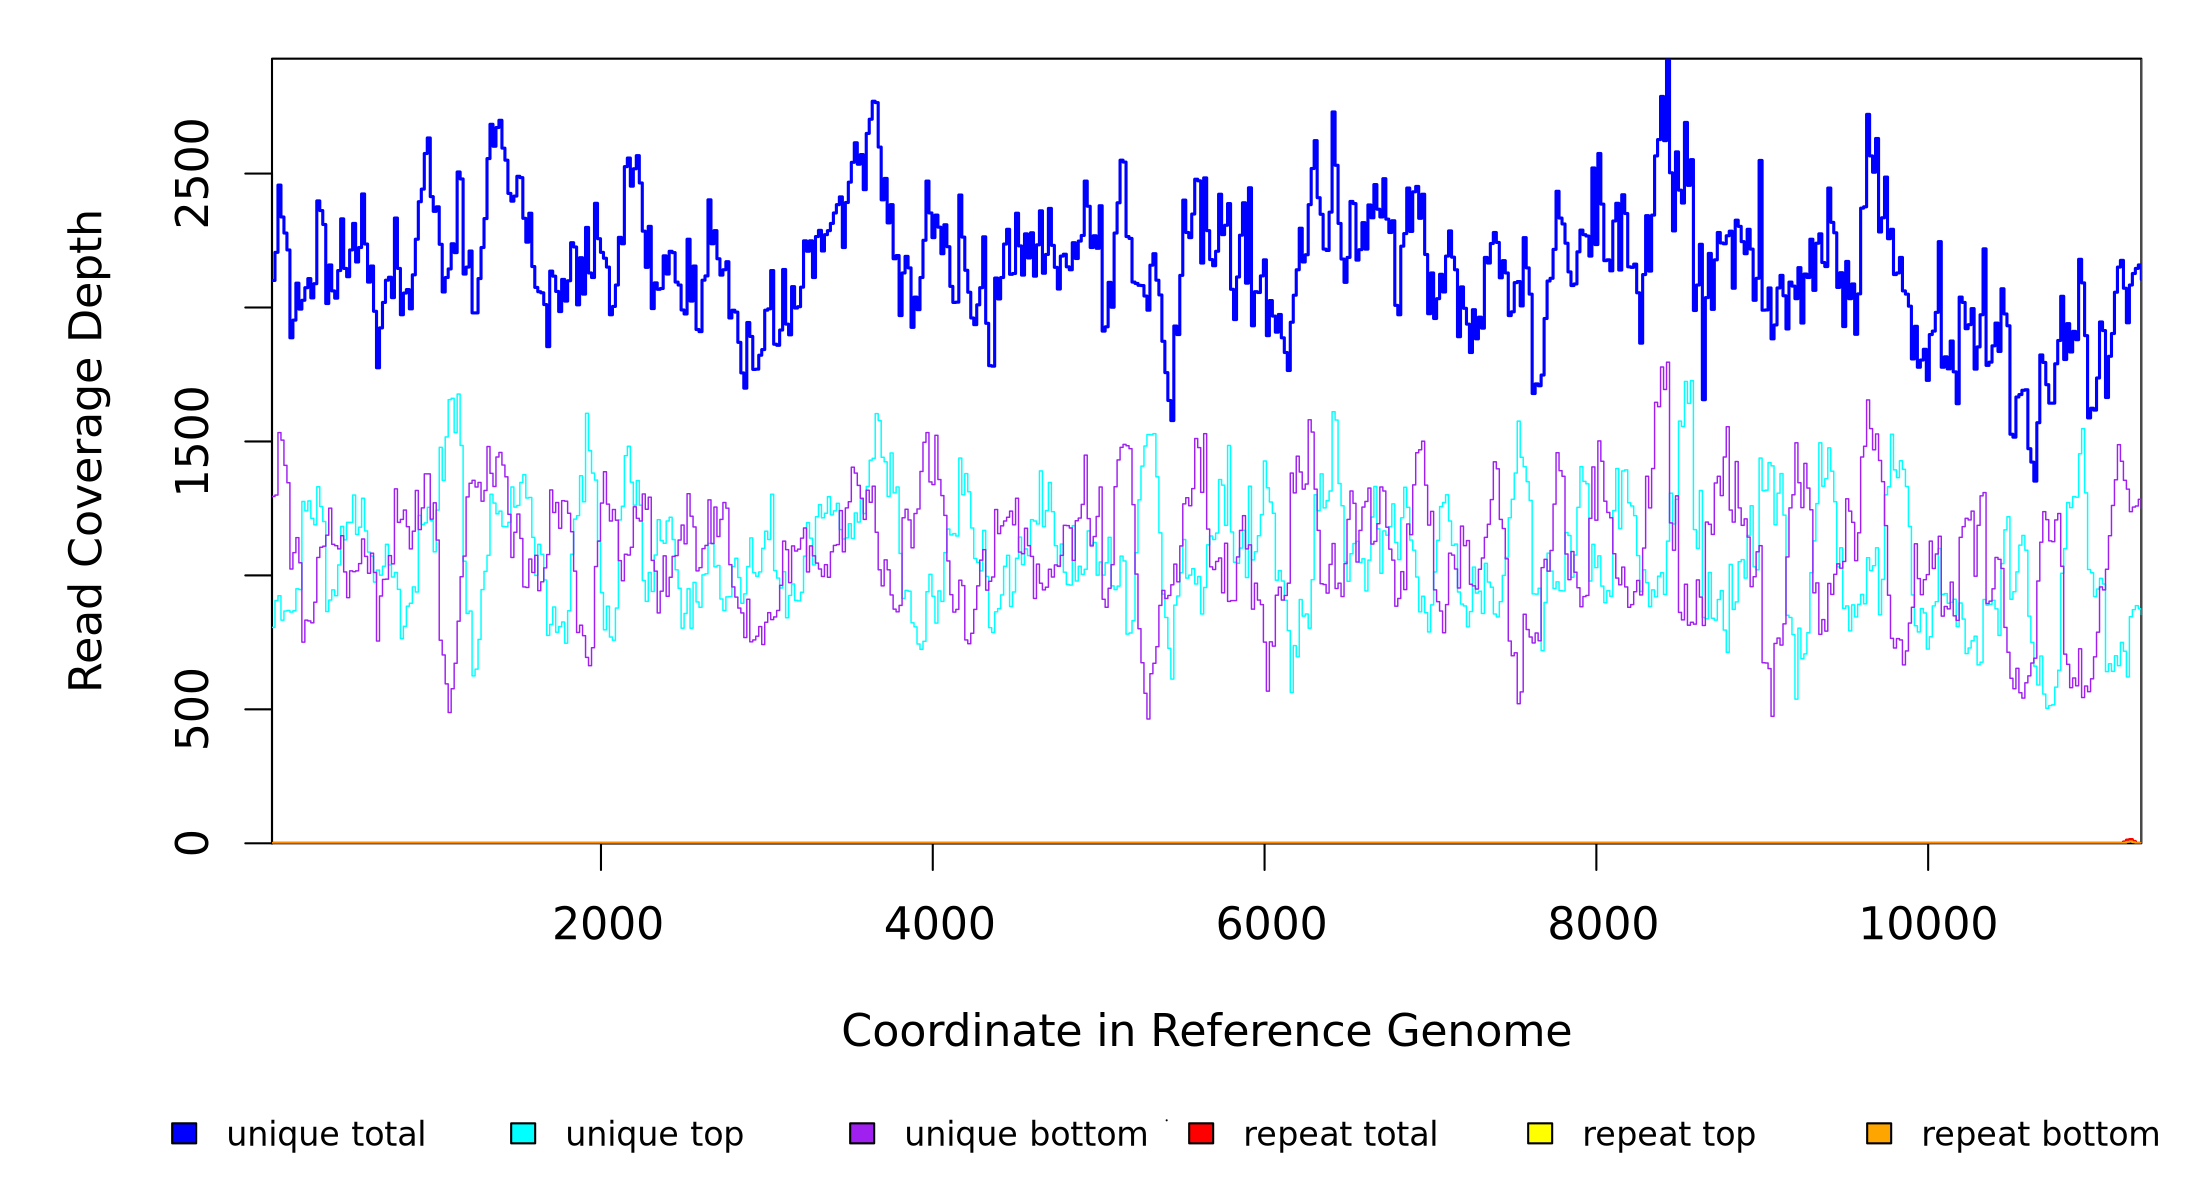 Read Coverage Depth
2500
1500
500
0
2000 4000 6000 8000 10000
Coordinate in Reference Genome
unique total unique top unique bottom repeat total repeat top repeat bottom